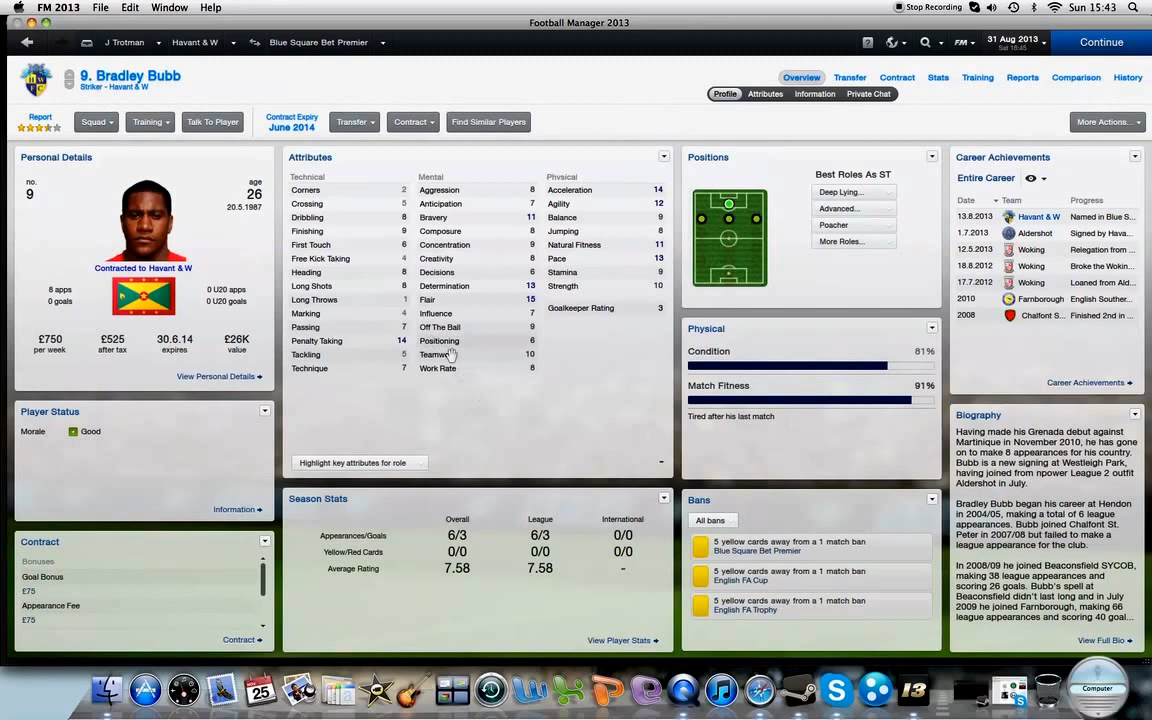 FM 2013 File Edit Window Help
Stop Recording Sun 15:43
Football Manager 2013
J Trotman Havant & W Blue Square Bet Premier
? FM 31 Aug 2013
Sat 16:45
Continue
9. Bradley Bubb
Striker - Havant & W
Overview Transfer Contract Stats Training Reports Comparison History
Profile Attributes Information Private Chat
Report
Squad Training Talk To Player
Contract Expiry
June 2014
Transfer Contract Find Similar Players
More Actions...
Personal Details
no.
9
age
26
20.5.1987
Contracted to Havant & W
8 apps
0 goals
0 U20 apps
0 U20 goals
£750
per week
£525
after tax
30.6.14
expires
£26K
value
View Personal Details
Player Status
Morale Good
Information
Contract
Bonuses
Goal Bonus
£75
Appearance Fee
£75
Contract
Attributes
Technical Mental Physical
Corners 2 Aggression 8 Acceleration 14
Crossing 5 Anticipation 7 Agility 12
Dribbling 8 Bravery 11 Balance 9
Finishing 9 Composure 8 Jumping 8
First Touch 6 Concentration 9 Natural Fitness 11
Free Kick Taking 4 Creativity 8 Pace 13
Heading 8 Decisions 6 Stamina 9
Long Shots 8 Determination 13 Strength 10
Long Throws 1 Flair 15
Marking 4 Influence 7 Goalkeeper Rating 3
Passing 7 Off The Ball 9
Penalty Taking 14 Positioning 6
Tackling 5 Teamwo 10
Technique 7 Work Rate 8
Highlight key attributes for role -
Season Stats
Overall League International
Appearances/Goals 6/3 6/3 0/0
Yellow/Red Cards 0/0 0/0 0/0
Average Rating 7.58 7.58 -
View Player Stats
Positions
Best Roles As ST
Deep Lying...
Advanced...
Poacher
More Roles...
Physical
Condition 81%
Match Fitness 91%
Tired after his last match
Bans
All bans
5 yellow cards away from a 1 match ban
Blue Square Bet Premier
5 yellow cards away from a 1 match ban
English FA Cup
5 yellow cards away from a 1 match ban
English FA Trophy
Career Achievements
Entire Career
Date Team Progress
13.8.2013 Havant & W Named in Blue S...
1.7.2013 Aldershot Signed by Hava...
12.5.2013 Woking Relegation from ...
18.8.2012 Woking Broke the Wokin...
17.7.2012 Woking Loaned from Ald...
2010 Farnborough English Souther...
2008 Chalfont S... Finished 2nd in ...
Career Achievements
Biography
Having made his Grenada debut against
Martinique in November 2010, he has gone
on to make 8 appearances for his country.
Bubb is a new signing at Westleigh Park,
having joined from npower League 2 outfit
Aldershot in July.
Bradley Bubb began his career at Hendon
in 2004/05, making a total of 6 league
appearances. Bubb joined Chalfont St.
Peter in 2007/08 but failed to make a
league appearance for the club.
In 2008/09 he joined Beaconsfield SYCOB,
making 38 league appearances and
scoring 26 goals. Bubb's spell at
Beaconsfield didn't last long and in July
2009 he joined Farnborough, making 66
league appearances and scoring 40 goal...
View Full Bio
25
13
Computer